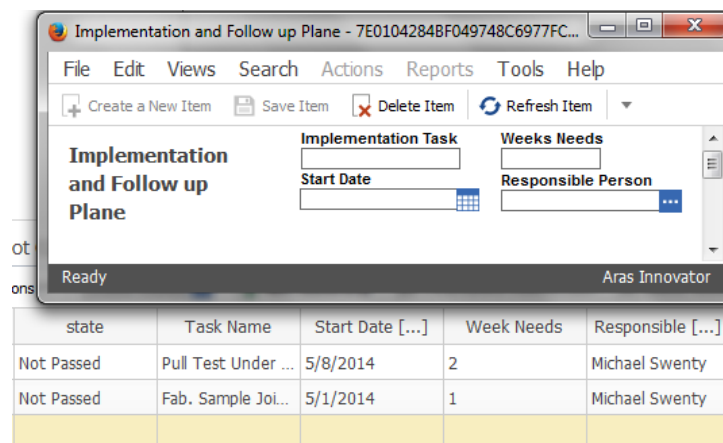 Implementation and Follow up Plane - 7E0104284BF049748C6977FC...
File Edit Views Search Actions Reports Tools Help
Create a New Item Save Item Delete Item Refresh Item
Implementation Task Weeks Needs
Implementation
and Follow up
Plane
Start Date Responsible Person
ot
Ready Aras Innovator
ons
state Task Name Start Date [...] Week Needs Responsible [...]
Not Passed Pull Test Under ... 5/8/2014 2 Michael Swenty
Not Passed Fab. Sample Joi... 5/1/2014 1 Michael Swenty